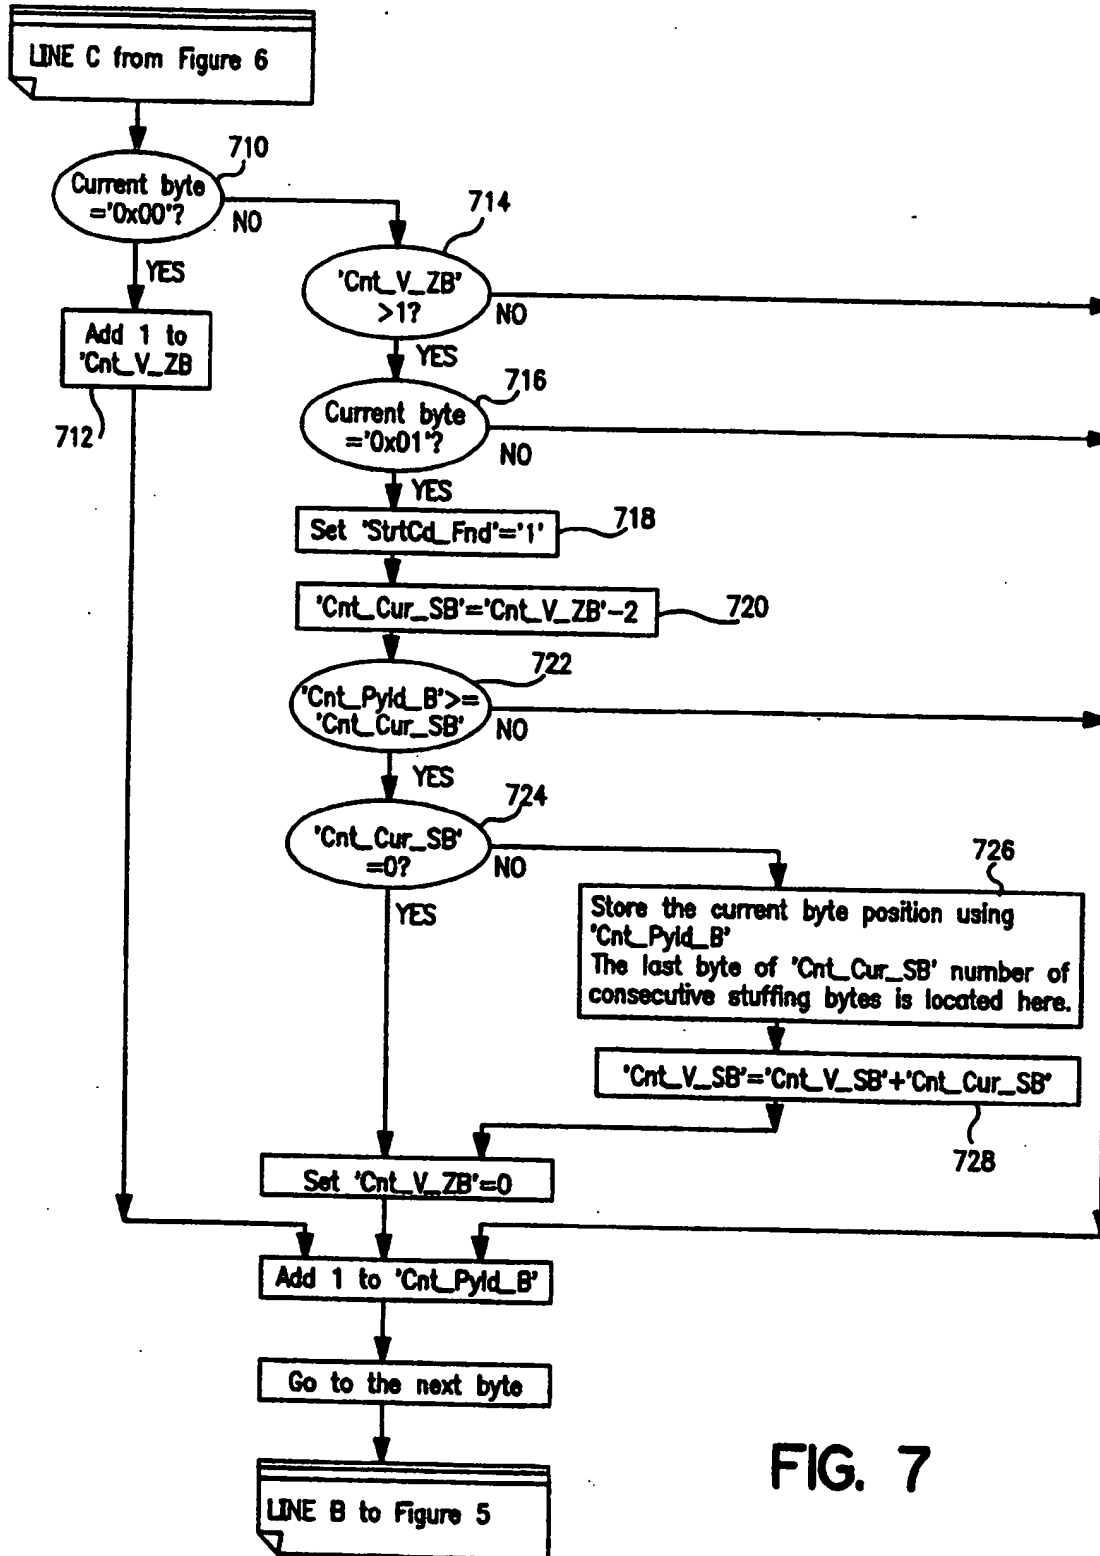 LINE C from Figure 6
710
Current byte
='0x00'?
NO
YES
Add 1 to
'Cnt_V_ZB
712
714
'Cnt_V_ZB'
>1?
NO
YES
716
Current byte
='0x01'?
NO
YES
Set 'StrtCd_Fnd'='1'
718
'Cnt_Cur_SB'='Cnt_V_ZB'-2
720
722
'Cnt_Pyld_B'>=
'Cnt_Cur_SB'
NO
YES
724
'Cnt_Cur_SB'
=0?
NO
YES
726
Store the current byte position using
'Cnt_Pyld_B'
The last byte of 'Cnt_Cur_SB' number of
consecutive stuffing bytes is located here.
'Cnt_V_SB'='Cnt_V_SB'+'Cnt_Cur_SB'
728
Set 'Cnt_V_ZB'=0
Add 1 to 'Cnt_Pyld_B'
Go to the next byte
LINE B to Figure 5
FIG. 7